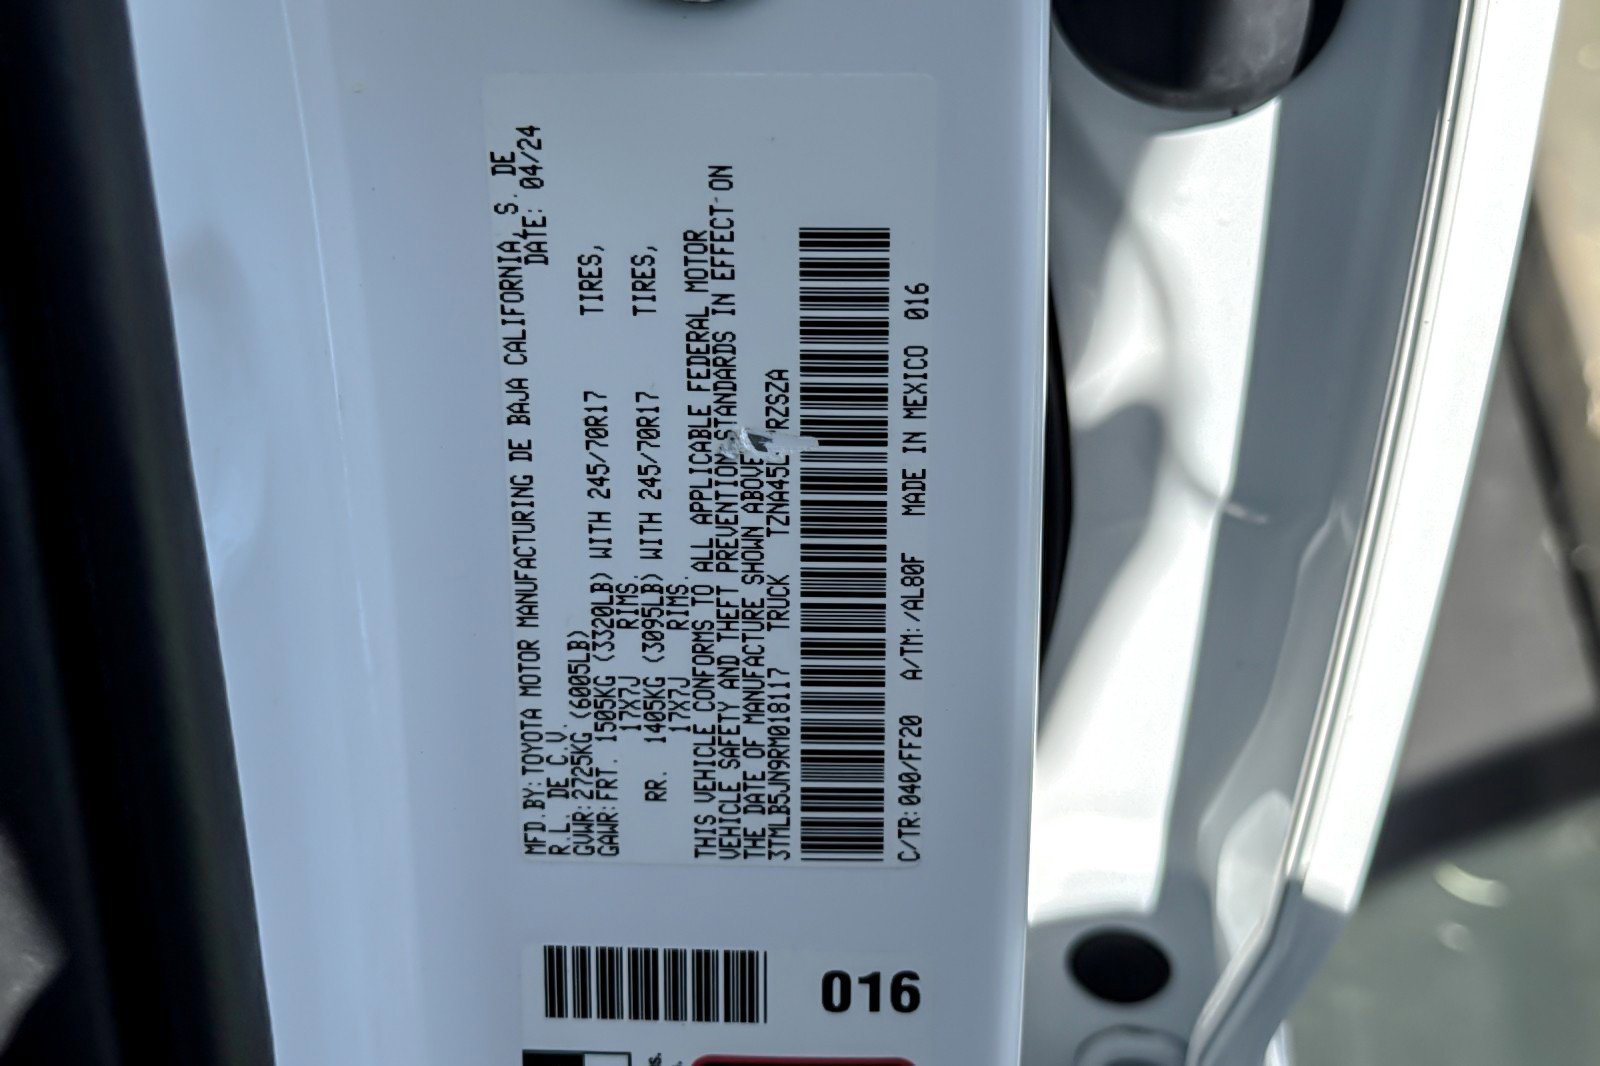 MFD.BY:TOYOTA MOTOR MANUFACTURING DE BAJA CALIFORNIA, S. DE
R.L. DE C.V. DATE: 04/24
GVWR:2725KG (6005LB)
GAWR:FRT. 1505KG (3320LB) WITH 245/70R17 TIRES,
17X7J RIMS.
RR. 1405KG (3095LB) WITH 245/70R17 TIRES,
17X7J RIMS.
THIS VEHICLE CONFORMS TO ALL APPLICABLE FEDERAL MOTOR
VEHICLE SAFETY AND THEFT PREVENTION STANDARDS IN EFFECT ON
THE DATE OF MANUFACTURE SHOWN ABOVE
3TMLB5JN9RM018117 TRUCK
C/TR:040/FF20 A/TM:/AL80F MADE IN MEXICO 016
016